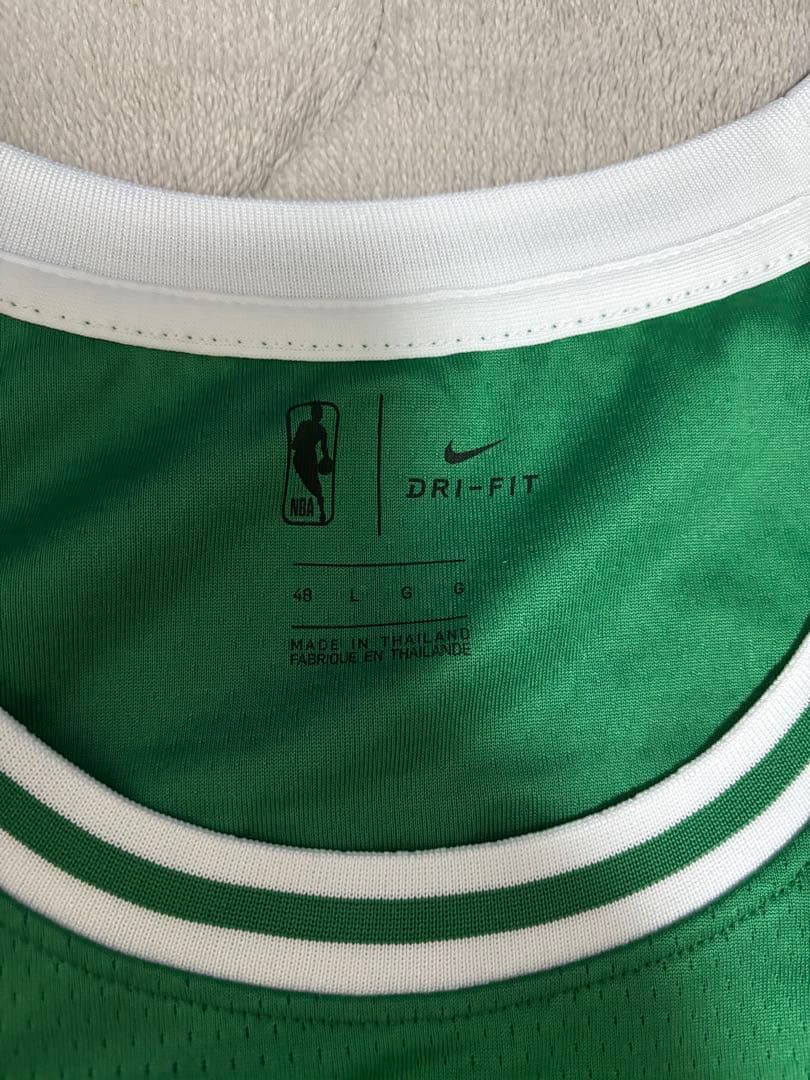 NBA
DRI-FIT
48 L G G
MADE IN THAILAND
FABRIQUE EN THAILANDE